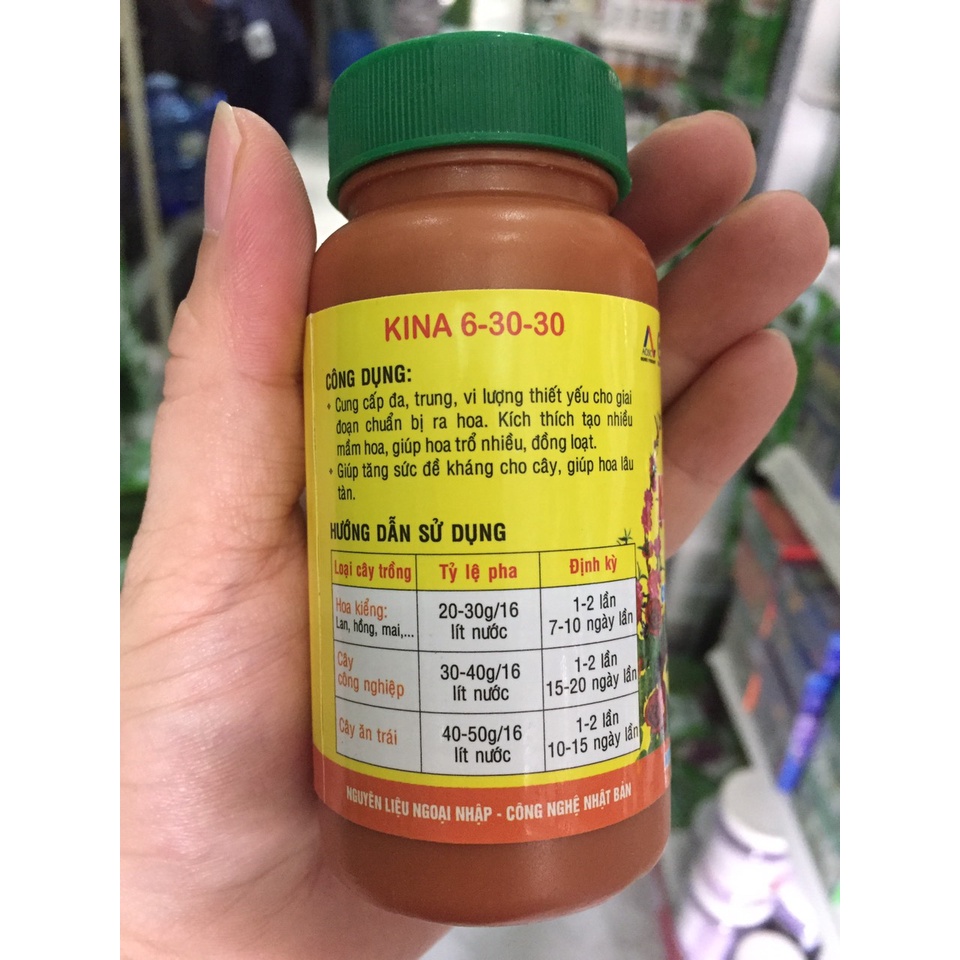 KINA 6-30-30
CÔNG DỤNG:
+ Cung cấp đa, trung, vi lượng thiết yếu cho giai
đoạn chuẩn bị ra hoa. Kích thích tạo nhiều
mầm hoa, giúp hoa trổ nhiều, đồng loạt.
+ Giúp tăng sức đề kháng cho cây, giúp hoa lâu
tàn.
HƯỚNG DẪN SỬ DỤNG
Loại cây trồng Tỷ lệ pha Định kỳ
Hoa kiểng: 20-30g/16 1-2 lần
Lan, hồng, mai,... lít nước 7-10 ngày lần
Cây 30-40g/16 1-2 lần
công nghiệp lít nước 15-20 ngày lần
Cây ăn trái 40-50g/16 1-2 lần
lít nước 10-15 ngày lần
NGUYÊN LIỆU NGOẠI NHẬP - CÔNG NGHỆ NHẬT BẢN